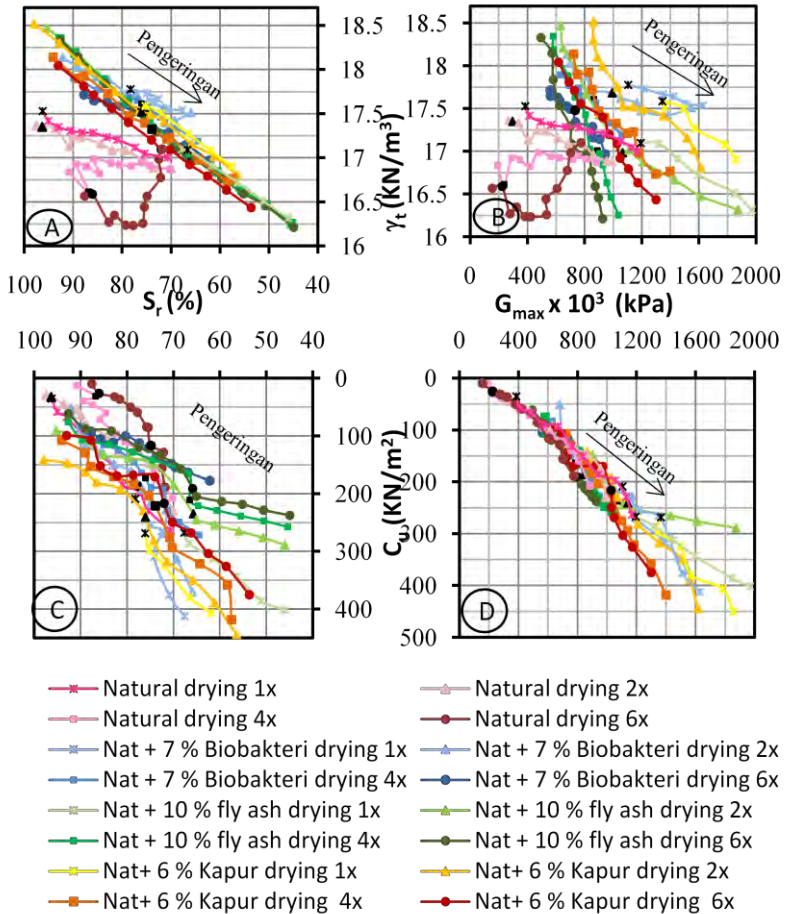 18.5
18
17.5
17
16.5
16
100 90 80 70 60 50 40
Sr (%)
γt (KN/m³)
Pengeringan
A
18.5
18
17.5
17
16.5
16
0 400 800 1200 1600 2000
Gmax x 10³ (kPa)
Pengeringan
B
100 90 80 70 60 50 40
0
100
200
300
400
Cu (KN/m²)
Pengeringan
C
0 400 800 1200 1600 2000
0
100
200
300
400
500
Pengeringan
D
Natural drying 1x
Natural drying 2x
Natural drying 4x
Natural drying 6x
Nat + 7 % Biobakteri drying 1x
Nat + 7 % Biobakteri drying 2x
Nat + 7 % Biobakteri drying 4x
Nat + 7 % Biobakteri drying 6x
Nat + 10 % fly ash drying 1x
Nat + 10 % fly ash drying 2x
Nat + 10 % fly ash drying 4x
Nat + 10 % fly ash drying 6x
Nat+ 6 % Kapur drying 1x
Nat+ 6 % Kapur drying 2x
Nat+ 6 % Kapur drying 4x
Nat+ 6 % Kapur drying 6x